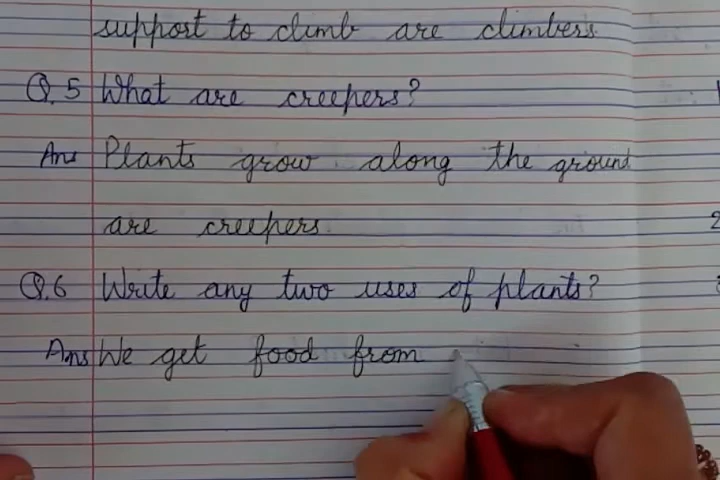 support to climb are climbers.
Q.5 What are creepers?
Ans Plants grow along the ground
are creepers.
Q.6 Write any two uses of plants?
Ans We get food from